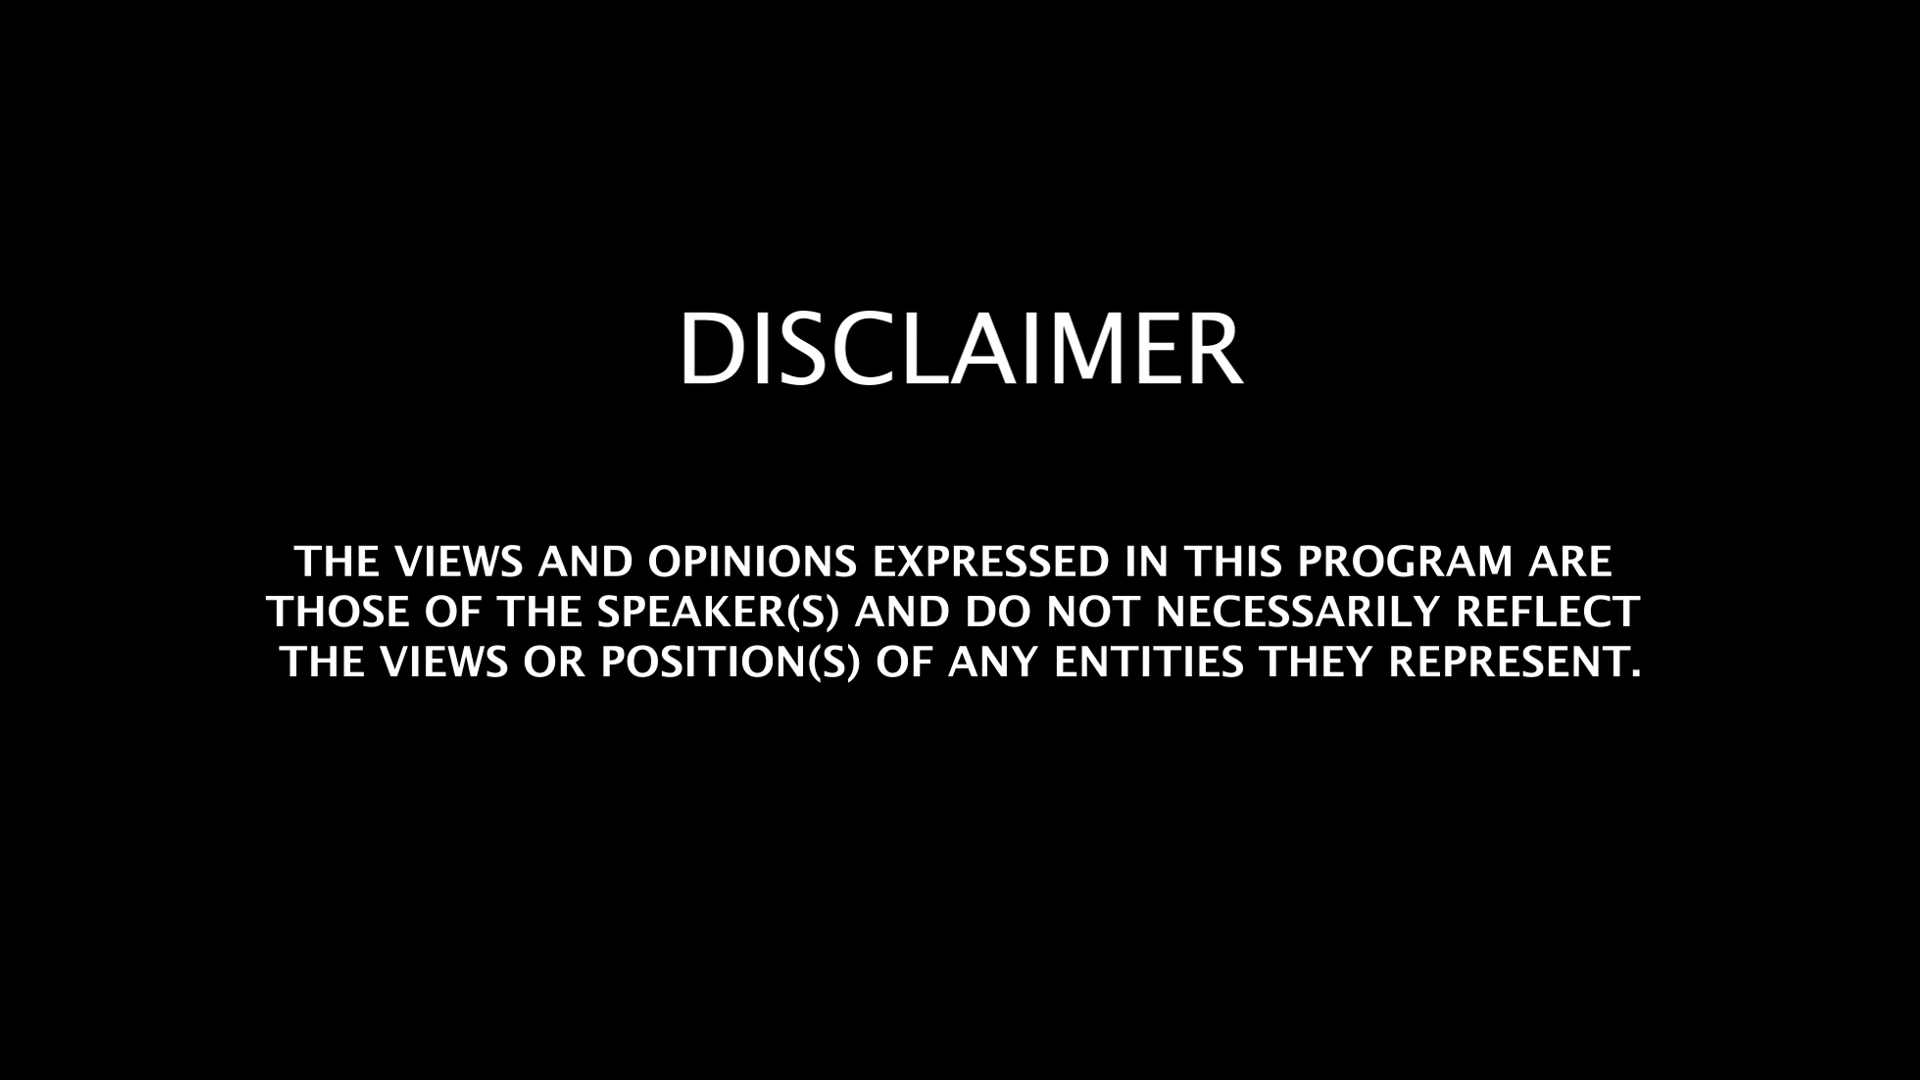 DISCLAIMER
THE VIEWS AND OPINIONS EXPRESSED IN THIS PROGRAM ARE
THOSE OF THE SPEAKER(S) AND DO NOT NECESSARILY REFLECT
THE VIEWS OR POSITION(S) OF ANY ENTITIES THEY REPRESENT.